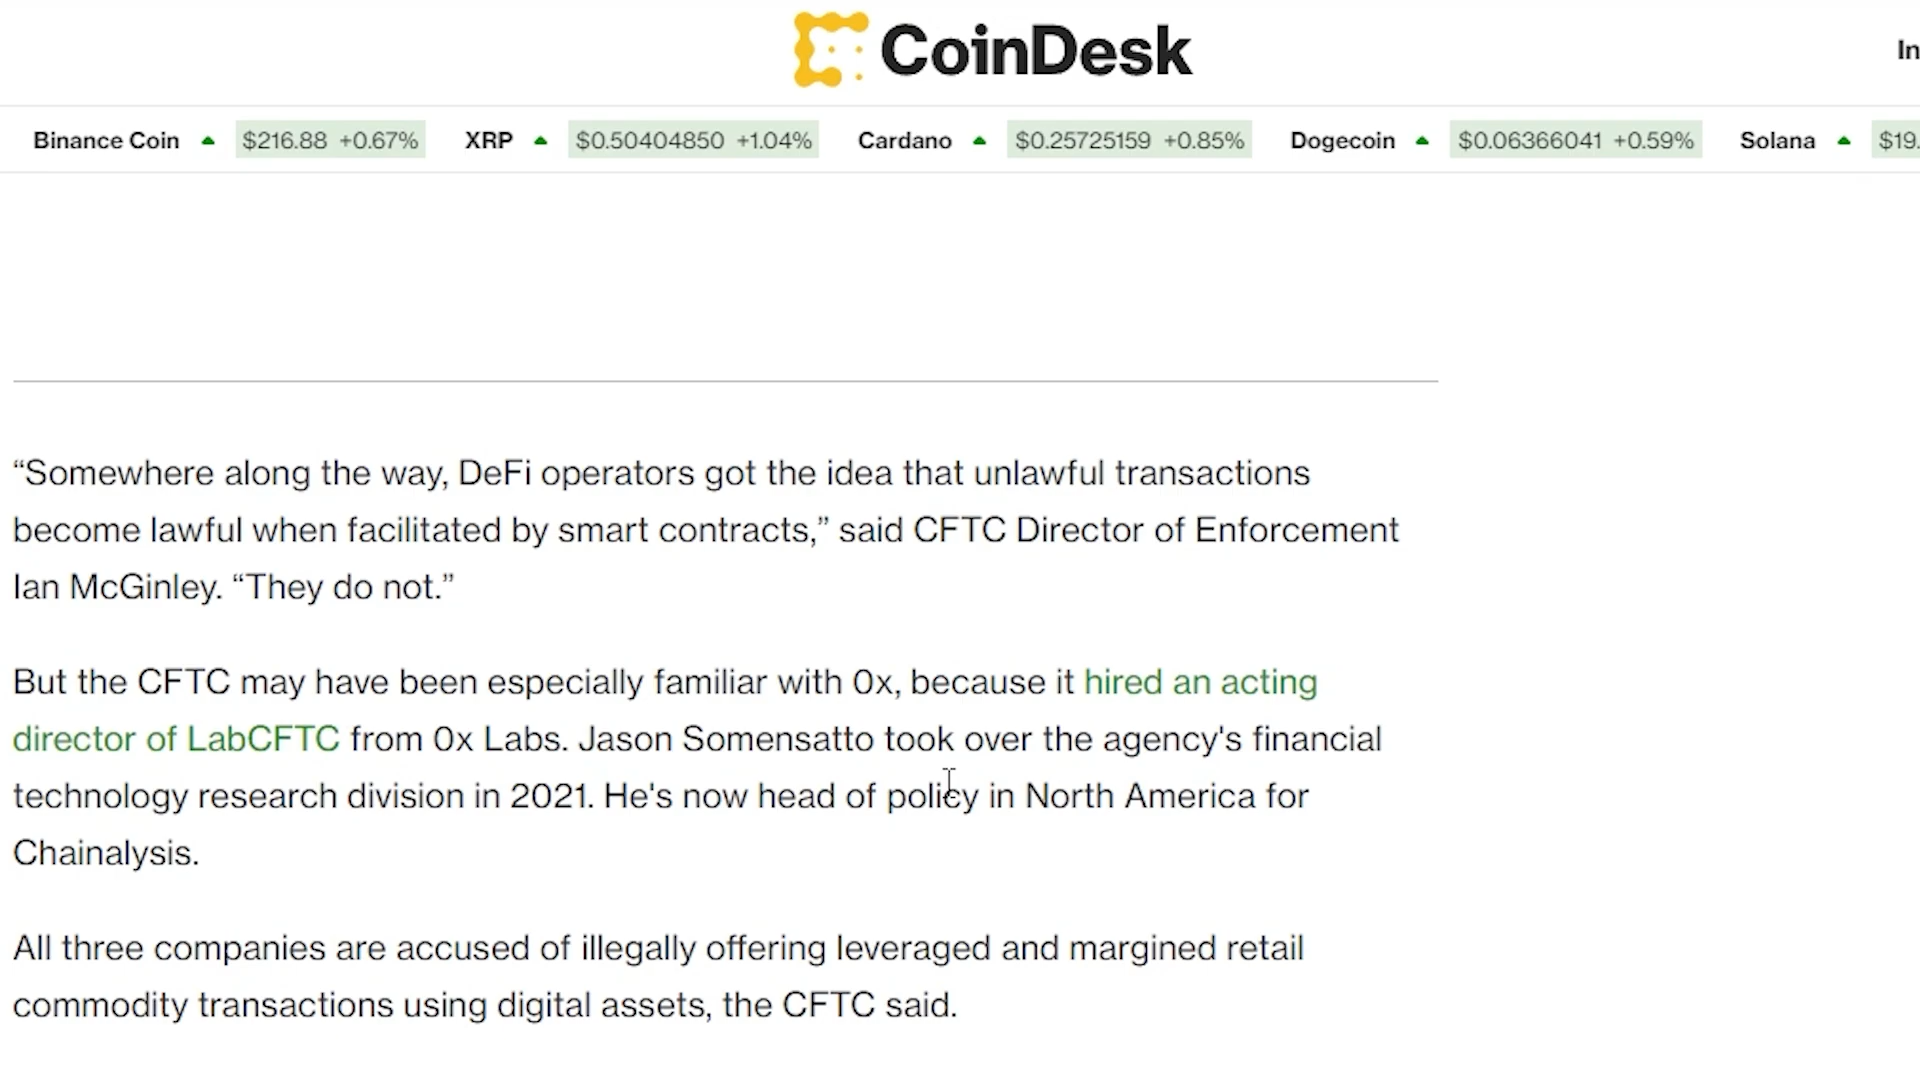 CoinDesk
In
Binance Coin $216.88 +0.67% XRP $0.50404850 +1.04% Cardano $0.25725159 +0.85% Dogecoin $0.06366041 +0.59% Solana $19.
“Somewhere along the way, DeFi operators got the idea that unlawful transactions
become lawful when facilitated by smart contracts,” said CFTC Director of Enforcement
Ian McGinley. “They do not.”
But the CFTC may have been especially familiar with 0x, because it hired an acting
director of LabCFTC from 0x Labs. Jason Somensatto took over the agency's financial
technology research division in 2021. He's now head of policy in North America for
Chainalysis.
All three companies are accused of illegally offering leveraged and margined retail
commodity transactions using digital assets, the CFTC said.